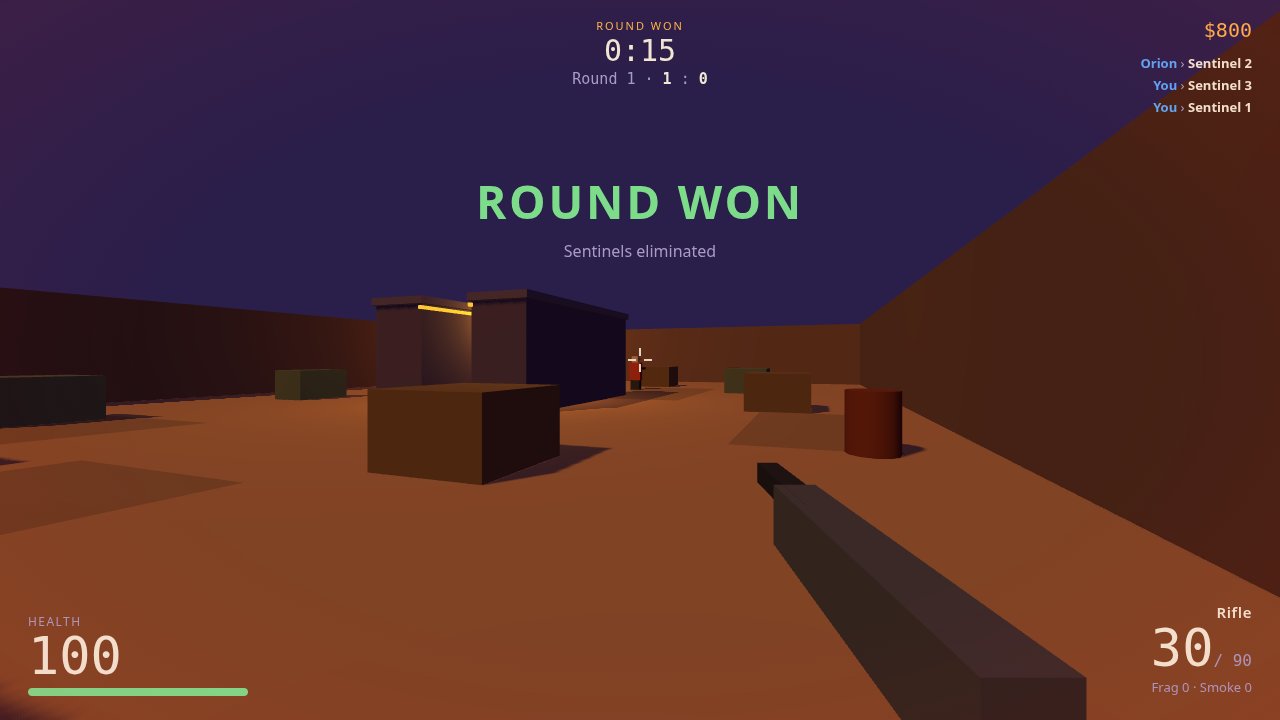 ROUND WON
0:15
Round 1 · 1 : 0
$800
Orion › Sentinel 2
You › Sentinel 3
You › Sentinel 1
ROUND WON
Sentinels eliminated
HEALTH
100
Rifle
30 / 90
Frag 0 · Smoke 0